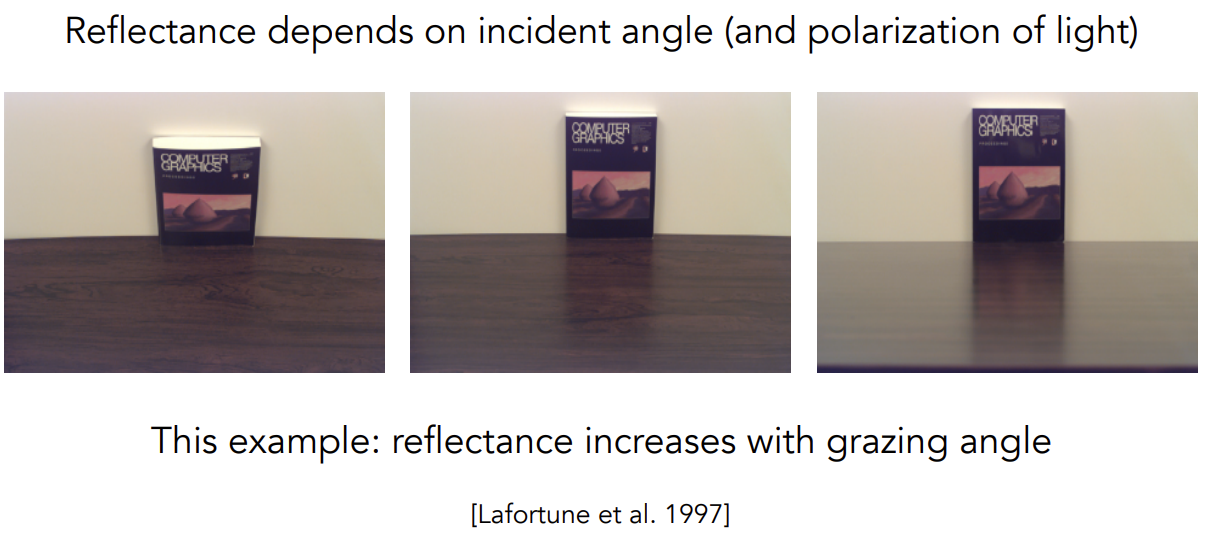 Reflectance depends on incident angle (and polarization of light)
COMPUTER
GRAPHICS
COMPUTER
GRAPHICS
COMPUTER
GRAPHICS
This example: reflectance increases with grazing angle
[Lafortune et al. 1997]